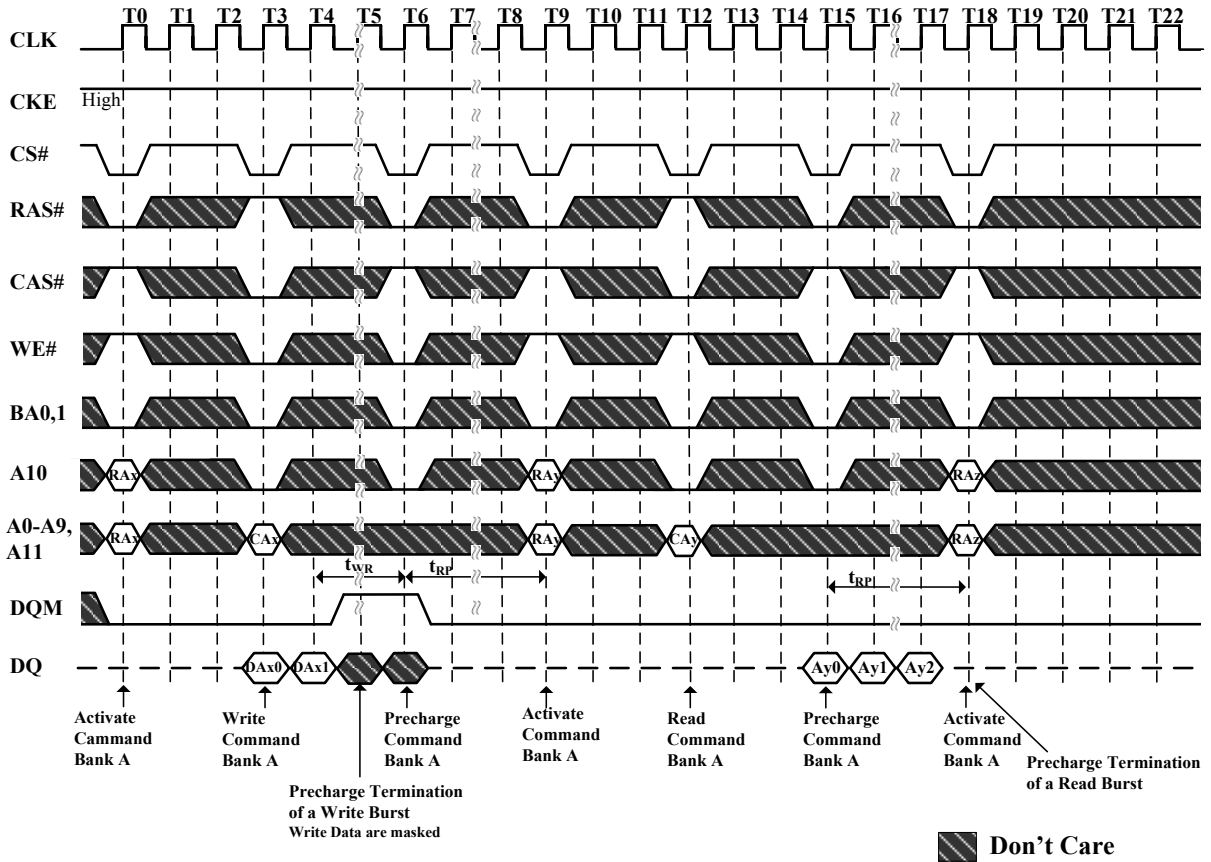 T0 T1 T2 T3 T4 T5 T6 T7 T8 T9 T10 T11 T12 T13 T14 T15 T16 T17 T18 T19 T20 T21 T22
CLK
CKE High
CS#
RAS#
CAS#
WE#
BA0,1
A10 RAx RAy RAz
A0-A9,
A11 RAx CAx RAy CAy RAz
tWR tRP tRP
DQM
DQ DAx0 DAx1 Ay0 Ay1 Ay2
Activate
Cammand
Bank A
Write
Command
Bank A
Precharge
Command
Bank A
Activate
Command
Bank A
Read
Command
Bank A
Precharge
Command
Bank A
Activate
Command
Bank A
Precharge Termination
of a Write Burst
Write Data are masked
Precharge Termination
of a Read Burst
Don't Care